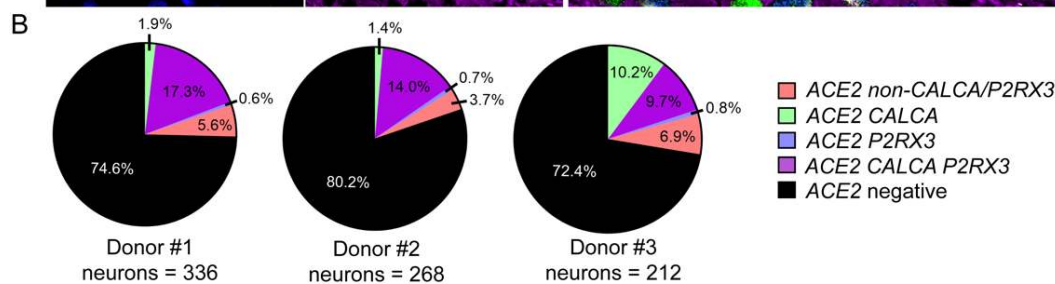 B
1.9%
17.3%
0.6%
5.6%
74.6%
Donor #1
neurons = 336
1.4%
14.0%
0.7%
3.7%
80.2%
Donor #2
neurons = 268
10.2%
9.7%
0.8%
6.9%
72.4%
Donor #3
neurons = 212
ACE2 non-CALCA/P2RX3
ACE2 CALCA
ACE2 P2RX3
ACE2 CALCA P2RX3
ACE2 negative